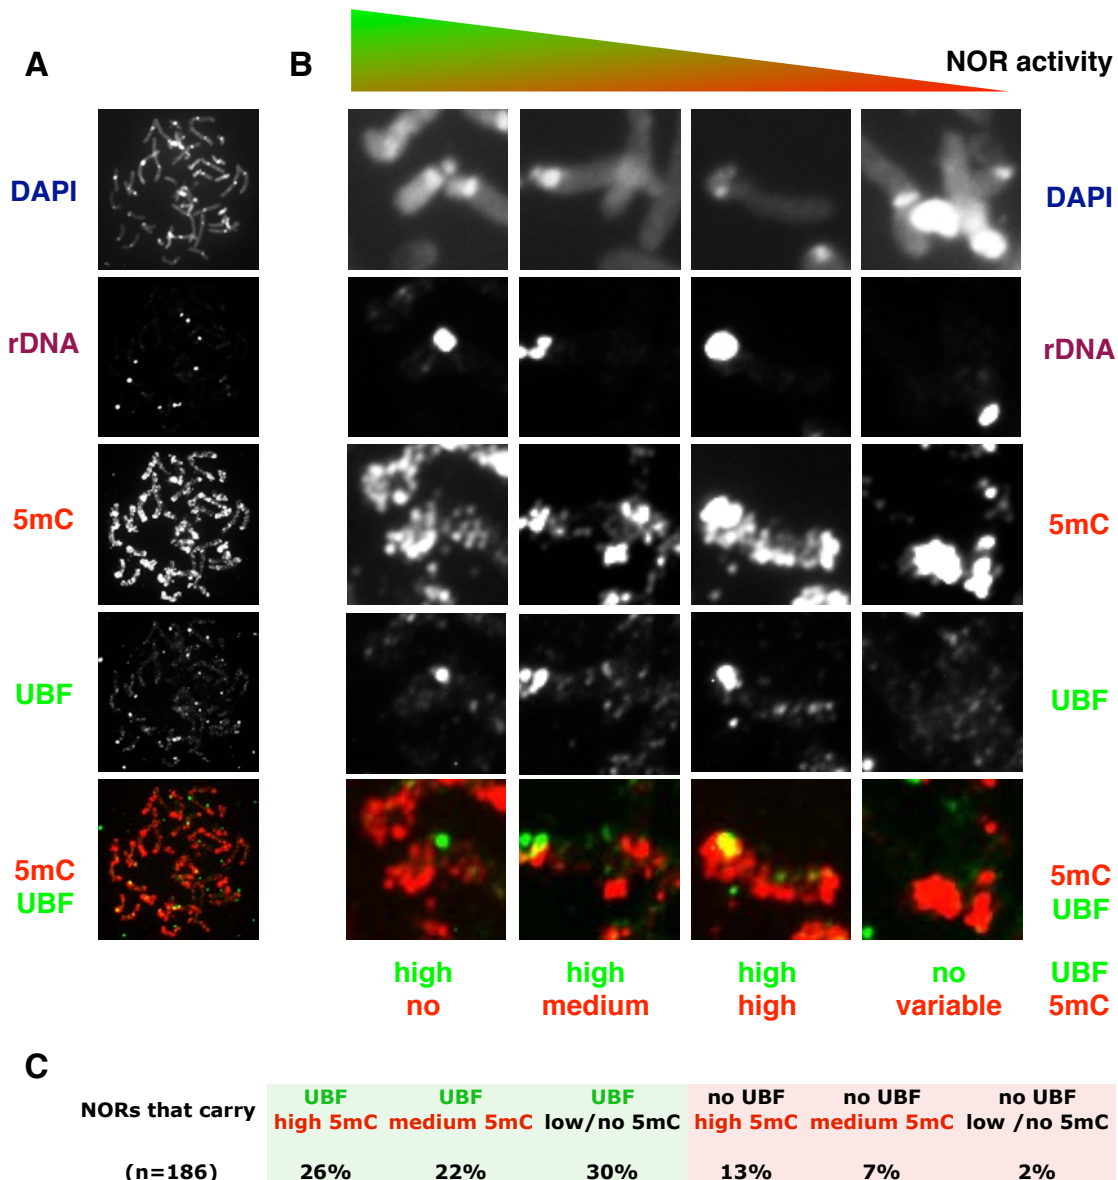 A
B
NOR activity
DAPI
DAPI
rDNA
rDNA
5mC
5mC
UBF
UBF
5mC
UBF
5mC
UBF
high
no
high
medium
high
high
no
variable
UBF
5mC
C
NORs that carry
UBF
high 5mC
UBF
medium 5mC
UBF
low/no 5mC
no UBF
high 5mC
no UBF
medium 5mC
no UBF
low /no 5mC
(n=186) 26% 22% 30% 13% 7% 2%